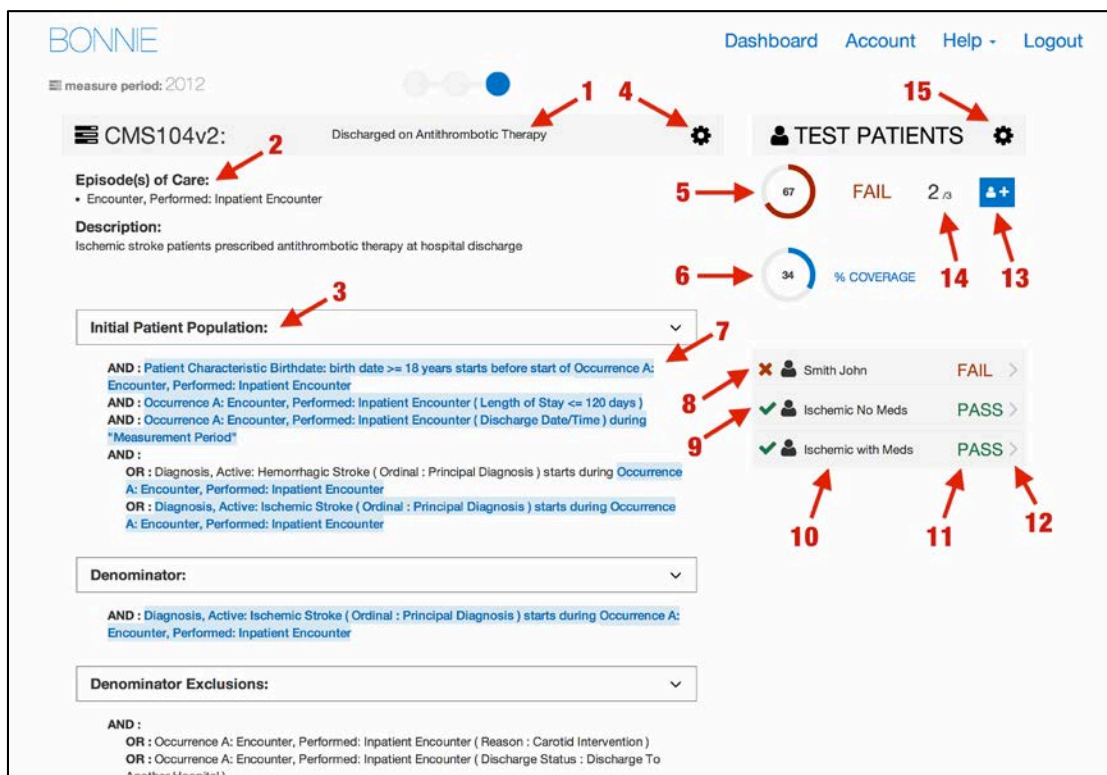 BONNIE
Dashboard Account Help Logout
measure period: 2012
1 4 15
CMS104v2: Discharged on Antithrombotic Therapy
TEST PATIENTS
2
Episode(s) of Care:
• Encounter, Performed: Inpatient Encounter
Description:
Ischemic stroke patients prescribed antithrombotic therapy at hospital discharge
5 67 FAIL 2 /3
14 13
6 34 % COVERAGE
3
Initial Patient Population:
7
AND : Patient Characteristic Birthdate: birth date >= 18 years starts before start of Occurrence A:
Encounter, Performed: Inpatient Encounter
AND : Occurrence A: Encounter, Performed: Inpatient Encounter ( Length of Stay <= 120 days )
AND : Occurrence A: Encounter, Performed: Inpatient Encounter ( Discharge Date/Time ) during
"Measurement Period"
AND :
OR : Diagnosis, Active: Hemorrhagic Stroke ( Ordinal : Principal Diagnosis ) starts during Occurrence
A: Encounter, Performed: Inpatient Encounter
OR : Diagnosis, Active: Ischemic Stroke ( Ordinal : Principal Diagnosis ) starts during Occurrence
A: Encounter, Performed: Inpatient Encounter
Smith John FAIL
8
Ischemic No Meds PASS
9
Ischemic with Meds PASS
10 11 12
Denominator:
AND : Diagnosis, Active: Ischemic Stroke ( Ordinal : Principal Diagnosis ) starts during Occurrence A:
Encounter, Performed: Inpatient Encounter
Denominator Exclusions:
AND :
OR : Occurrence A: Encounter, Performed: Inpatient Encounter ( Reason : Carotid Intervention )
OR : Occurrence A: Encounter, Performed: Inpatient Encounter ( Discharge Status : Discharge To
Another Hospital )